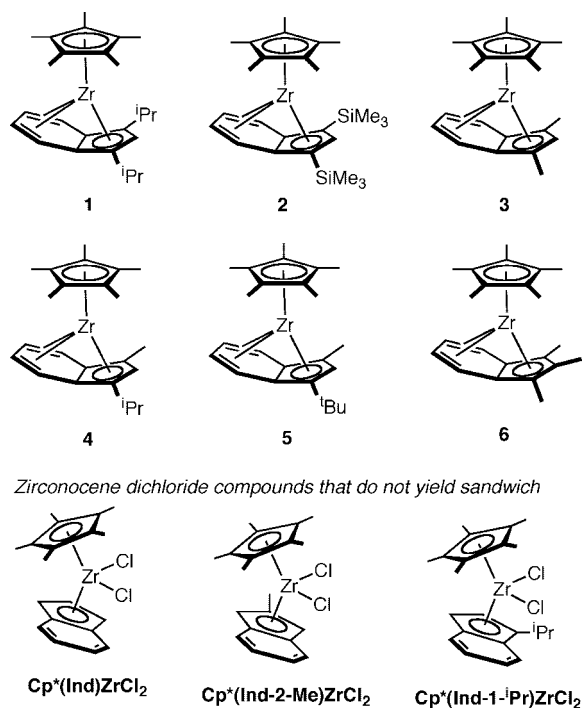 Zr
iPr
iPr
1
Zr
SiMe3
SiMe3
2
Zr
3
Zr
iPr
4
Zr
tBu
5
Zr
6
Zirconocene dichloride compounds that do not yield sandwich
Zr Cl
Cl
Cp*(Ind)ZrCl2
Zr Cl
Cl
Cp*(Ind-2-Me)ZrCl2
Zr Cl
Cl
iPr
Cp*(Ind-1-iPr)ZrCl2